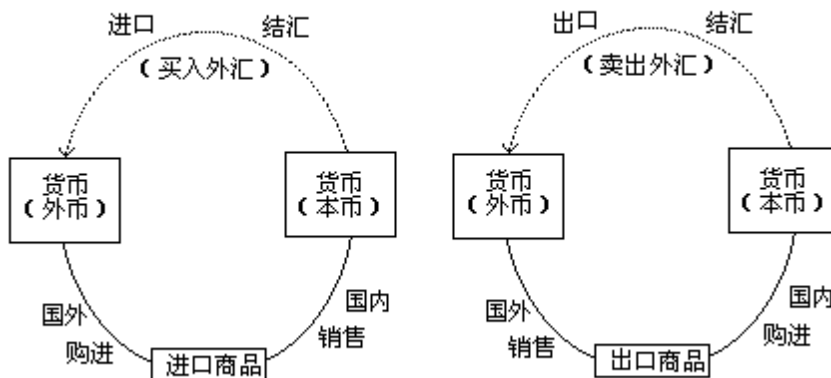 进口 结汇
(买入外汇)
货币
(外币)
货币
(本币)
国外
购进
国内
销售
进口商品
出口 结汇
(卖出外汇)
货币
(外币)
货币
(本币)
国外
销售
国内
购进
出口商品